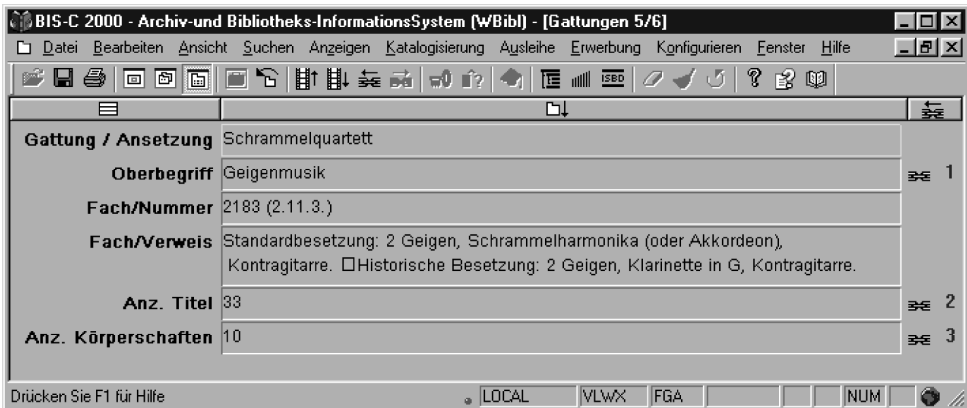 BIS-C 2000 - Archiv-und Bibliotheks-InformationsSystem (WBibl) - [Gattungen 5/6]
Datei Bearbeiten Ansicht Suchen Anzeigen Katalogisierung Ausleihe Erwerbung Konfigurieren Fenster Hilfe
ISBD
Gattung / Ansetzung Schrammelquartett
Oberbegriff Geigenmusik 1
Fach/Nummer 2183 (2.11.3.)
Fach/Verweis Standardbesetzung: 2 Geigen, Schrammelharmonika (oder Akkordeon),
Kontragitarre. □Historische Besetzung: 2 Geigen, Klarinette in G, Kontragitarre.
Anz. Titel 33 2
Anz. Körperschaften 10 3
Drücken Sie F1 für Hilfe LOCAL VLWX FGA NUM